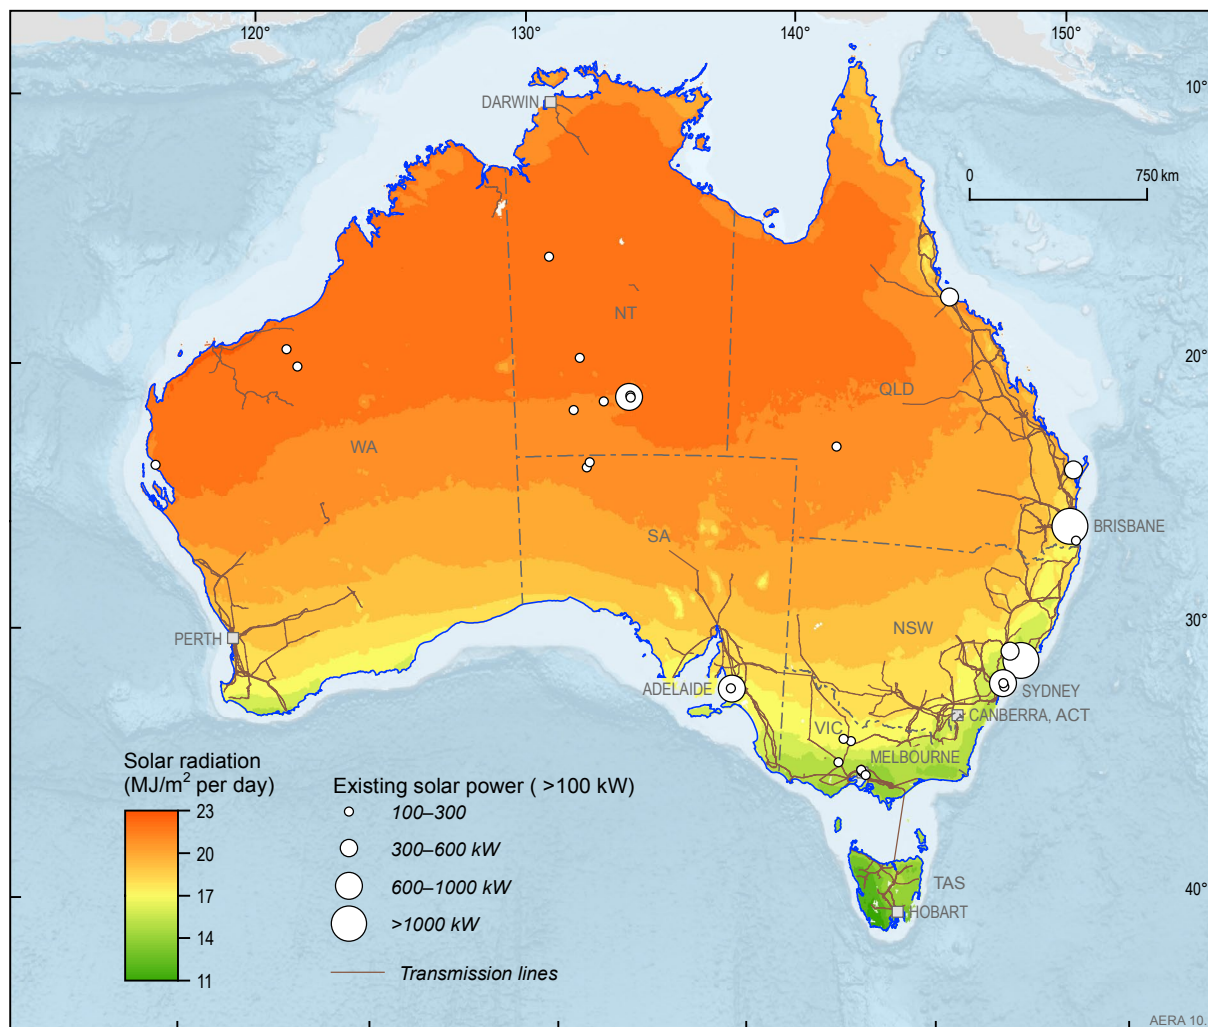 120°
130°
140°
150°
10°
DARWIN
0
750 km
NT
20°
QLD
WA
BRISBANE
SA
30°
PERTH
NSW
ADELAIDE
SYDNEY
CANBERRA, ACT
VIC
MELBOURNE
Solar radiation
(MJ/m² per day)
23
20
17
14
11
Existing solar power ( >100 kW)
100–300
300–600 kW
600–1000 kW
>1000 kW
Transmission lines
TAS
40°
HOBART
AERA 10.